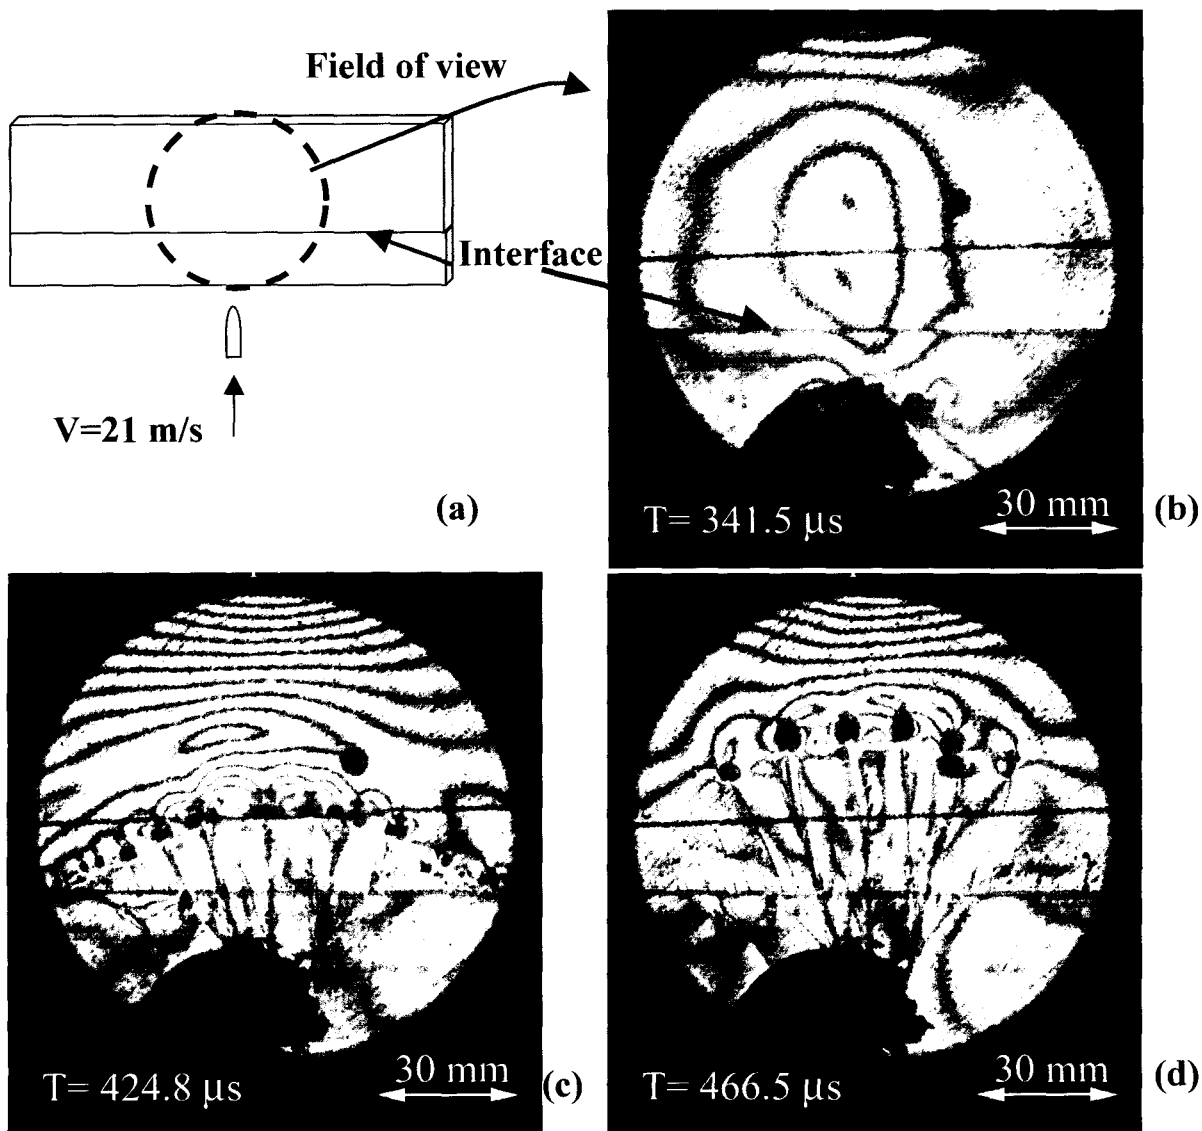 Field of view
Interface
V=21 m/s
(a)
T= 341.5 μs
30 mm
(b)
T= 424.8 μs
30 mm
(c)
T= 466.5 μs
30 mm
(d)